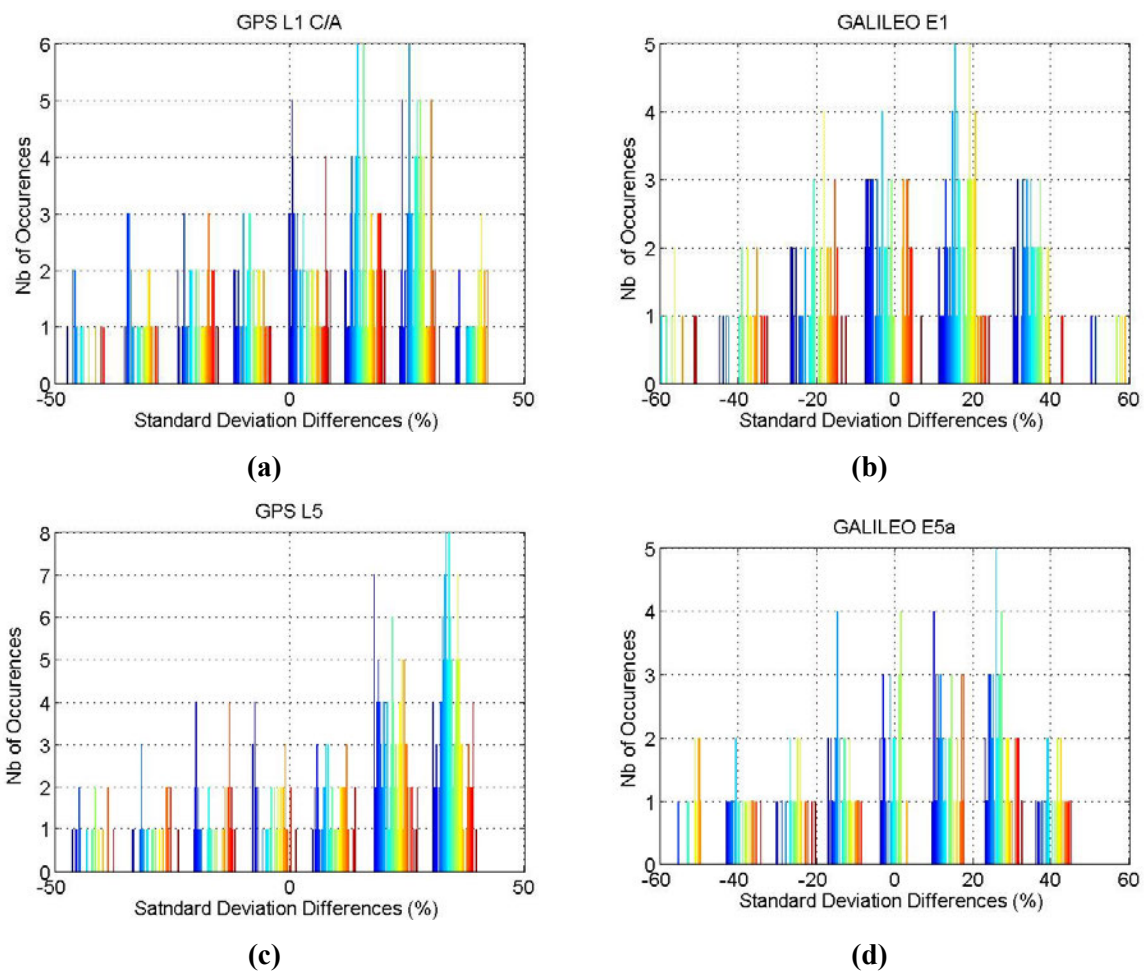 GPS L1 C/A
6
5
4
3
2
1
0
-50 0 50
Nb of Occurences
Standard Deviation Differences (%)
(a)
GALILEO E1
5
4
3
2
1
0
-60 -40 -20 0 20 40 60
Nb of Occurences
Standard Deviation Differences (%)
(b)
GPS L5
8
7
6
5
4
3
2
1
0
-50 0 50
Nb of Occurences
Satndard Deviation Differences (%)
(c)
GALILEO E5a
5
4
3
2
1
0
-60 -40 -20 0 20 40 60
Nb of Occurences
Standard Deviation Differences (%)
(d)